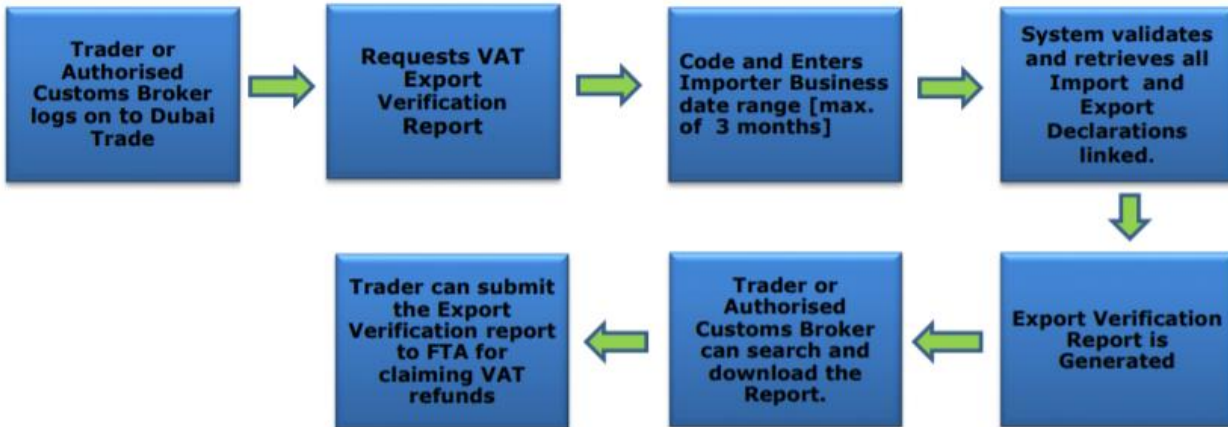 Trader or
Authorised
Customs Broker
logs on to Dubai
Trade
Requests VAT
Export
Verification
Report
Code and Enters
Importer Business
date range [max.
of 3 months]
System validates
and retrieves all
Import and
Export
Declarations
linked.
Export Verification
Report is
Generated
Trader or
Authorised
Customs Broker
can search and
download the
Report.
Trader can submit
the Export
Verification report
to FTA for
claiming VAT
refunds